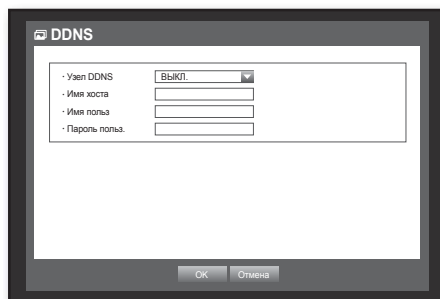 DDNS
· Узел DDNS ВЫКЛ.
· Имя хоста
· Имя польз
· Пароль польз.
OK Отмена